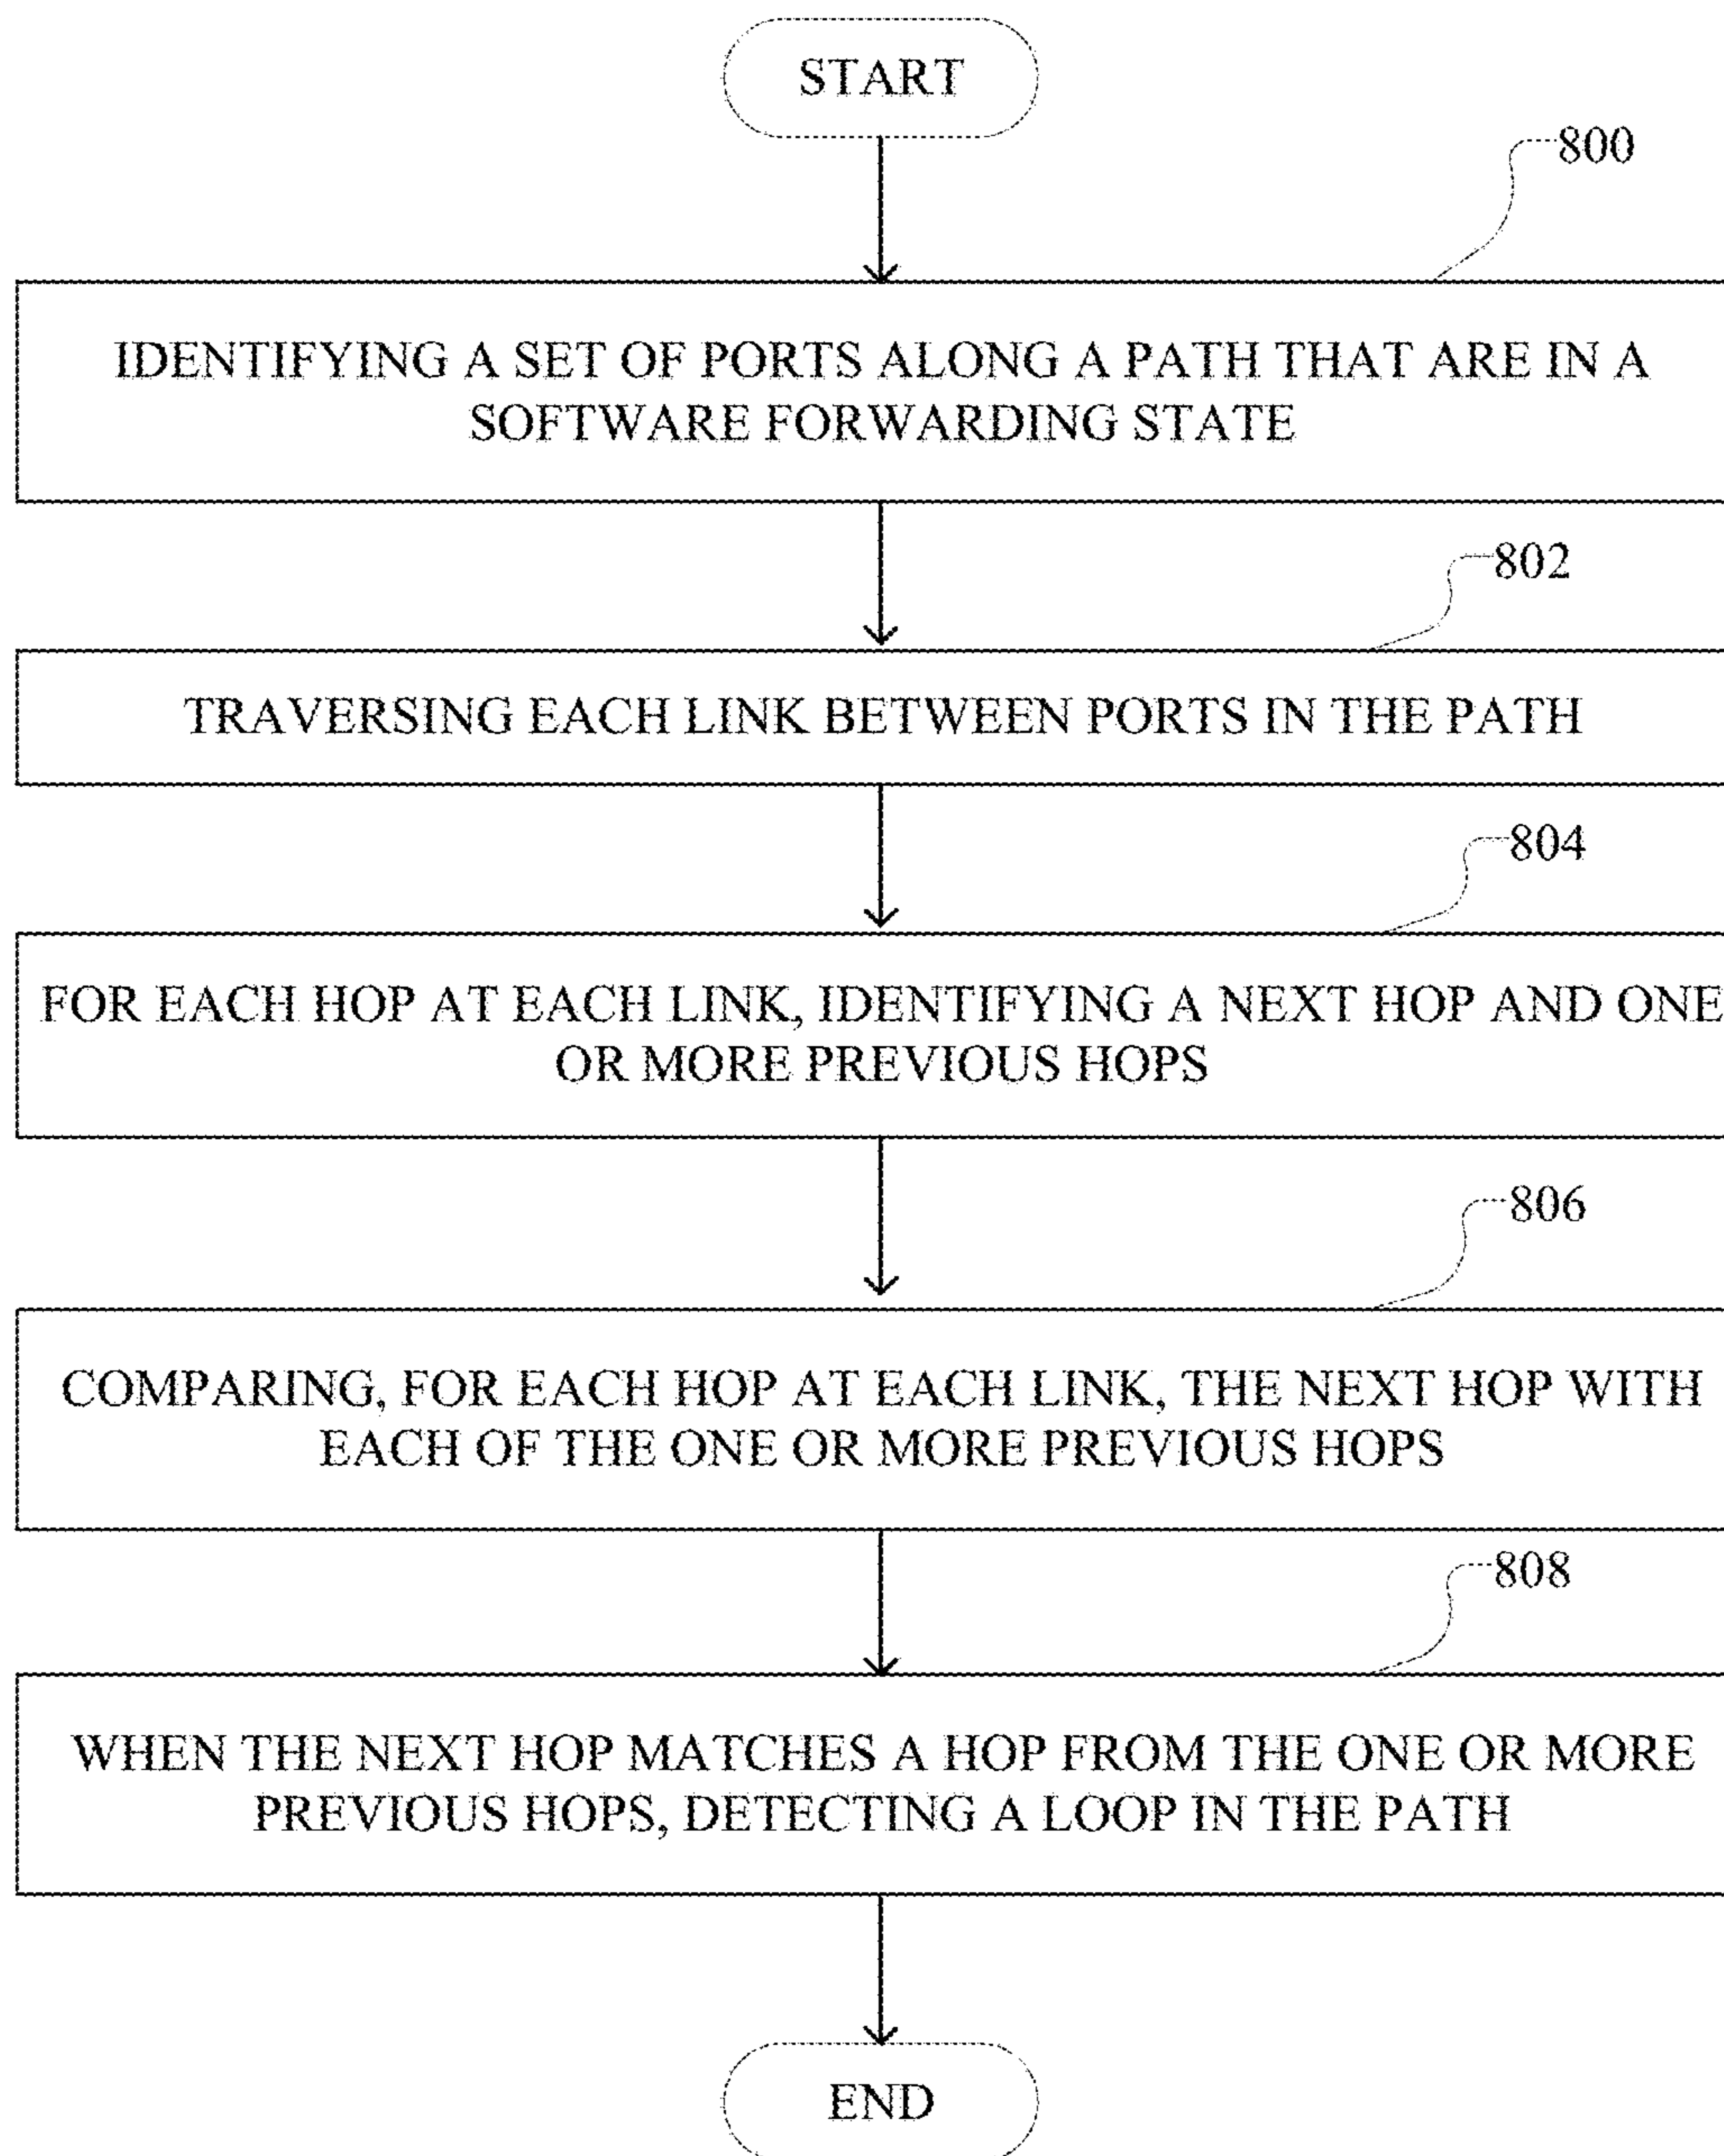 START
800
IDENTIFYING A SET OF PORTS ALONG A PATH THAT ARE IN A
SOFTWARE FORWARDING STATE
802
TRAVERSING EACH LINK BETWEEN PORTS IN THE PATH
804
FOR EACH HOP AT EACH LINK, IDENTIFYING A NEXT HOP AND ONE
OR MORE PREVIOUS HOPS
806
COMPARING, FOR EACH HOP AT EACH LINK, THE NEXT HOP WITH
EACH OF THE ONE OR MORE PREVIOUS HOPS
808
WHEN THE NEXT HOP MATCHES A HOP FROM THE ONE OR MORE
PREVIOUS HOPS, DETECTING A LOOP IN THE PATH
END